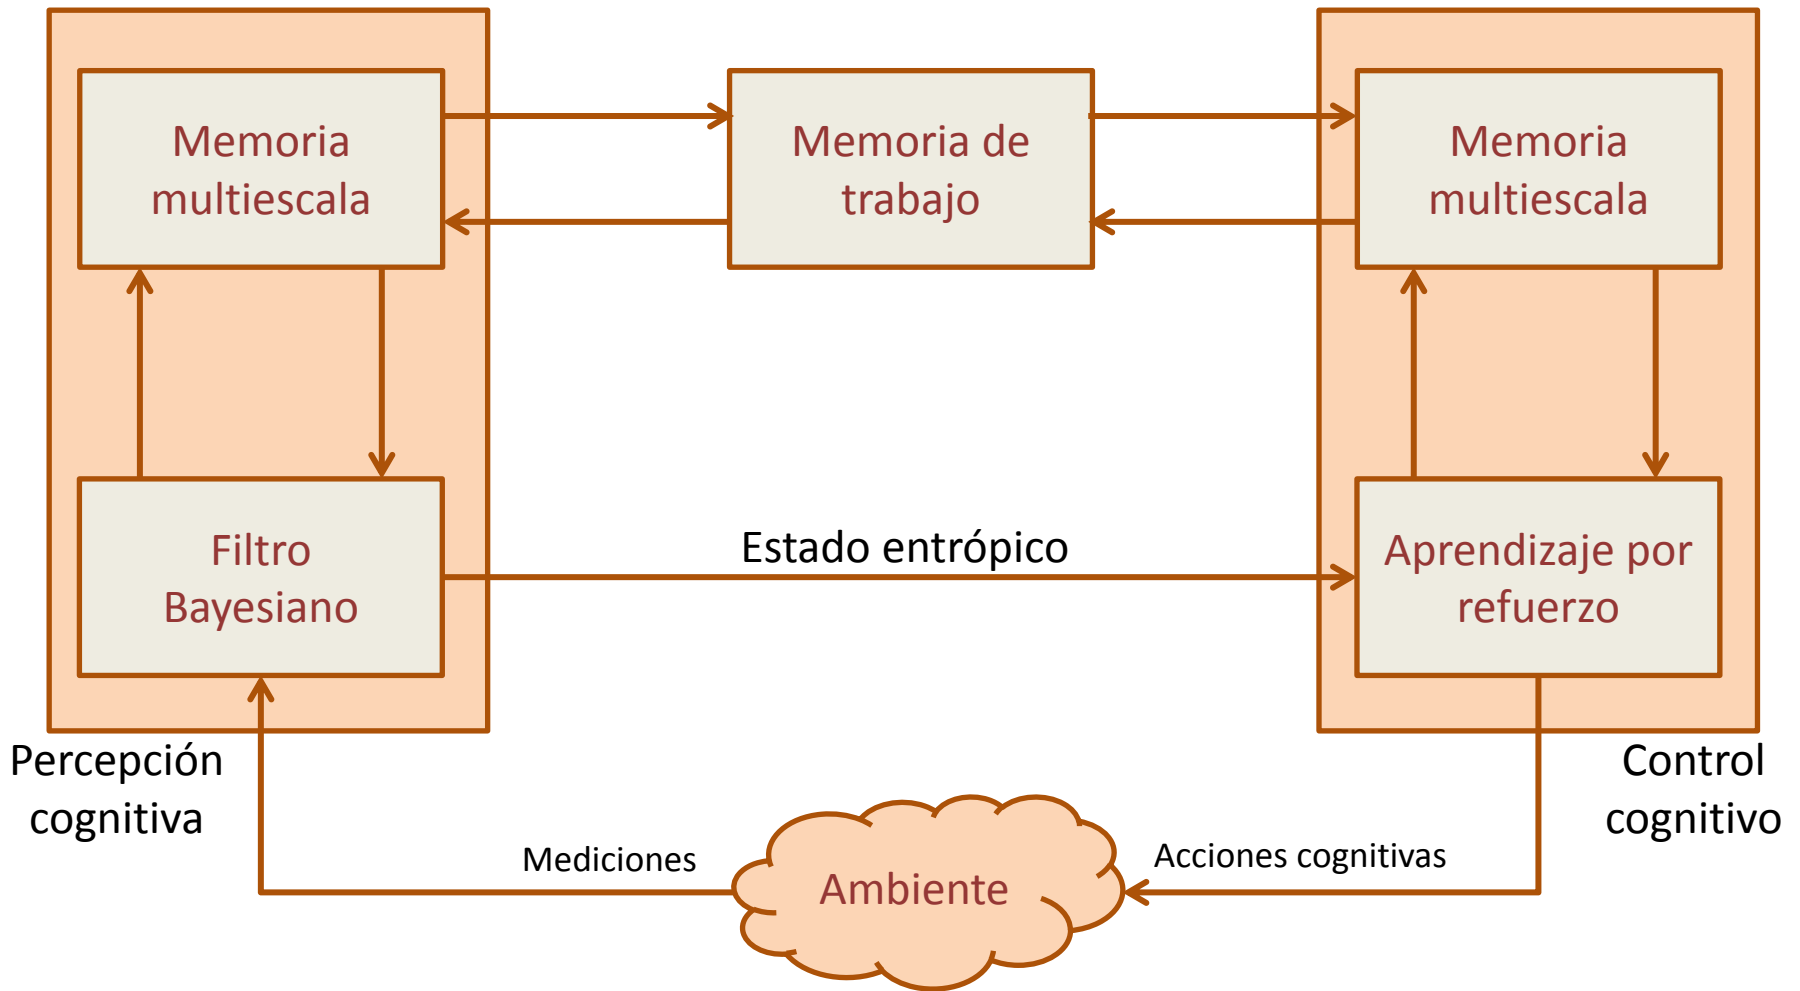 Memoria
multiescala
Memoria de
trabajo
Memoria
multiescala
Filtro
Bayesiano
Estado entrópico
Aprendizaje por
refuerzo
Percepción
cognitiva
Control
cognitivo
Mediciones
Ambiente
Acciones cognitivas